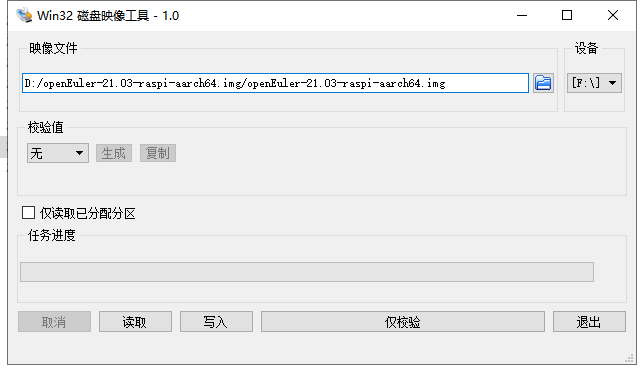 Win32 磁盘映像工具 - 1.0
映像文件
设备
D:/openEuler-21.03-raspi-aarch64.img/openEuler-21.03-raspi-aarch64.img
[F:\]
校验值
无
生成
复制
仅读取已分配分区
任务进度
取消
读取
写入
仅校验
退出